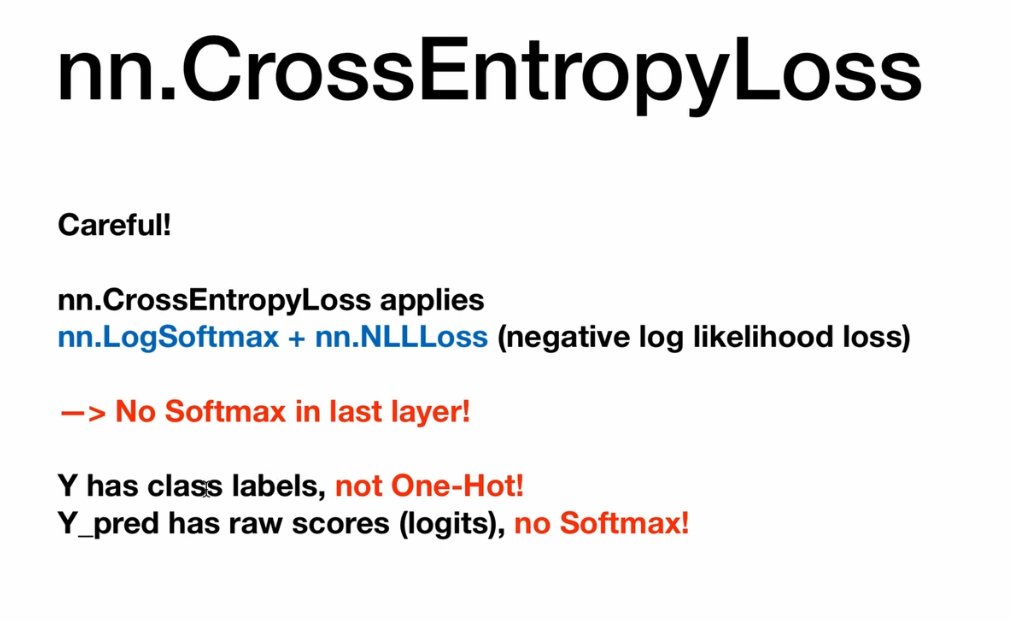 nn.CrossEntropyLoss
Careful!
nn.CrossEntropyLoss applies
nn.LogSoftmax + nn.NLLLoss (negative log likelihood loss)
—> No Softmax in last layer!
Y has class labels, not One-Hot!
Y_pred has raw scores (logits), no Softmax!